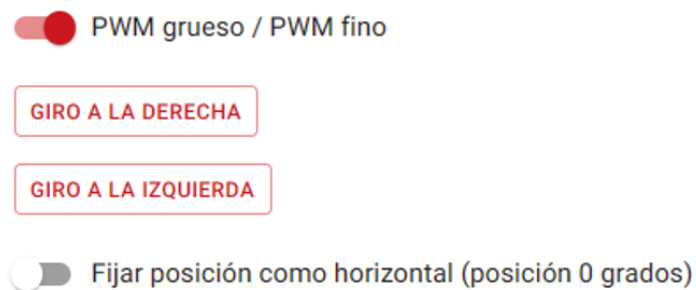 PWM grueso / PWM fino
GIRO A LA DERECHA
GIRO A LA IZQUIERDA
Fijar posición como horizontal (posición 0 grados)